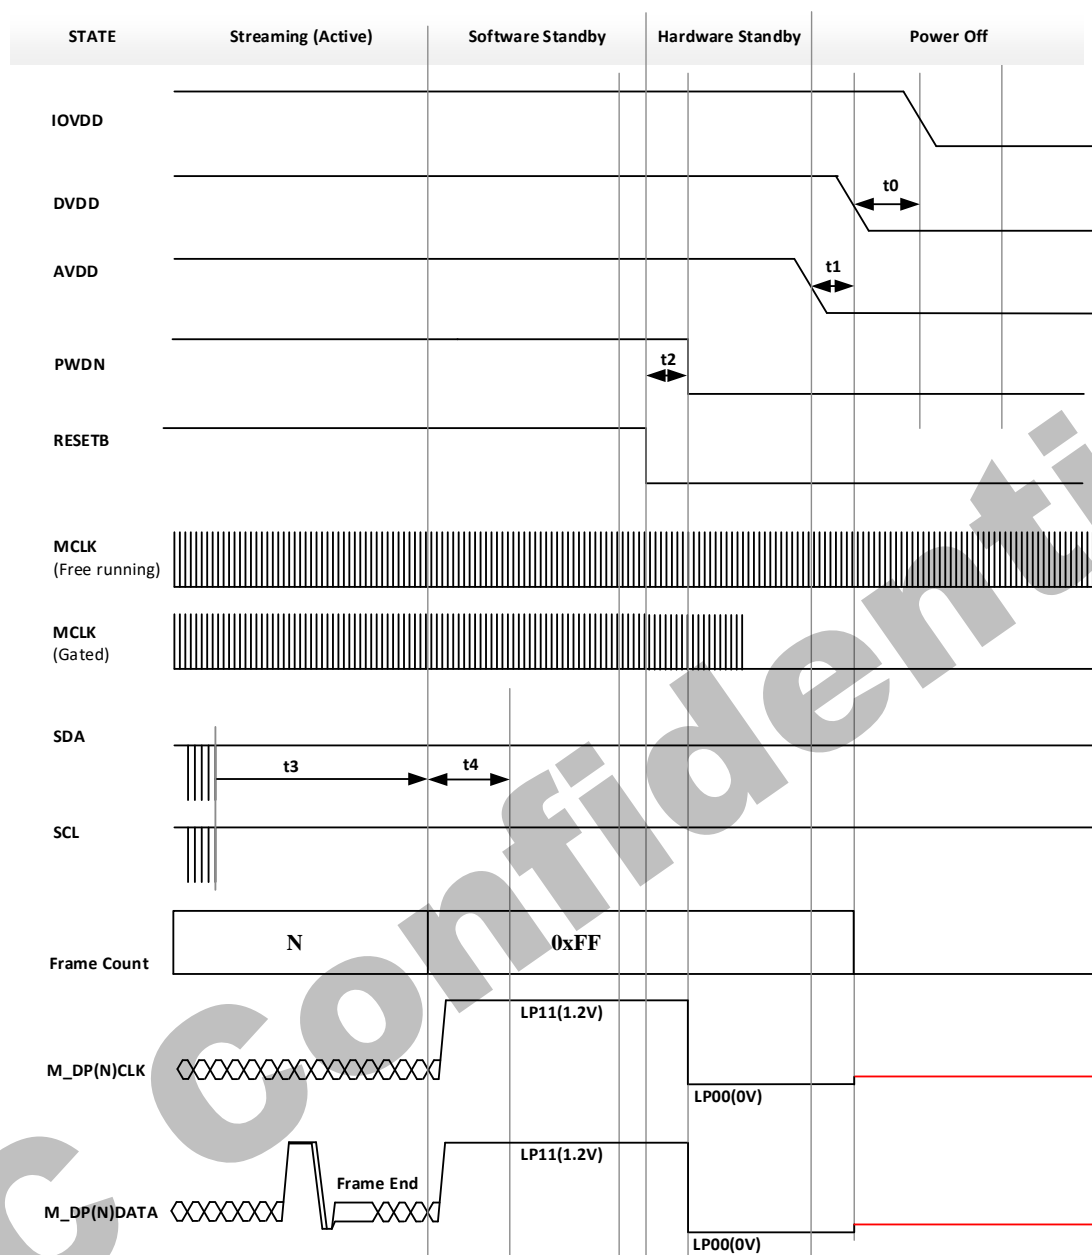 STATE Streaming (Active) Software Standby Hardware Standby Power Off
IOVDD
DVDD t0
AVDD t1
PWDN t2
RESETB
MCLK
(Free running)
MCLK
(Gated)
SDA
t3 t4
SCL
N 0xFF
Frame Count
LP11(1.2V)
M_DP(N)CLK
LP00(0V)
LP11(1.2V)
Frame End
M_DP(N)DATA
LP00(0V)
C Confidenti